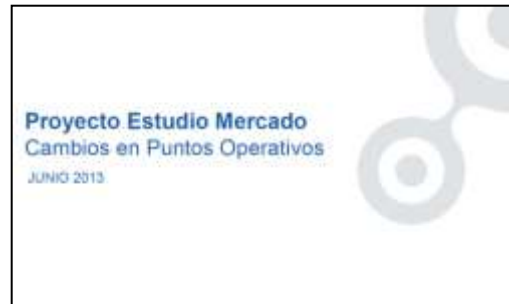 Proyecto Estudio Mercado
Cambios en Puntos Operativos
JUNIO 2013